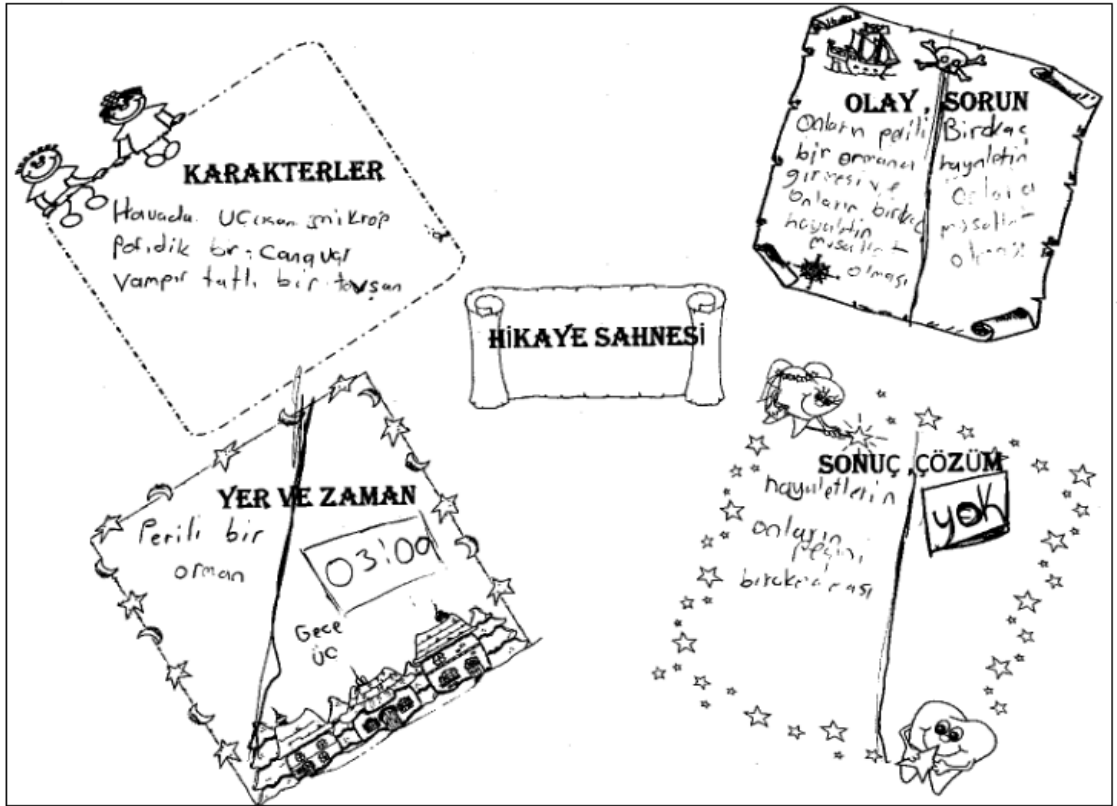 KARAKTERLER
Havada uçan mikrop
bir canavar
vampir tatlı bir tavşan
OLAY, SORUN
Onların perili
bir ormana
girmesi ve
onların birkaç
hayaletin
musallat
olması
Birkaç
hayaletin
onlara
musallat
olması
HİKAYE SAHNESİ
YER VE ZAMAN
Perili bir
orman
03:00
Gece
üç
SONUÇ ,ÇÖZÜM
hayaletlerin
onların
peşini
bırakmaması
yok